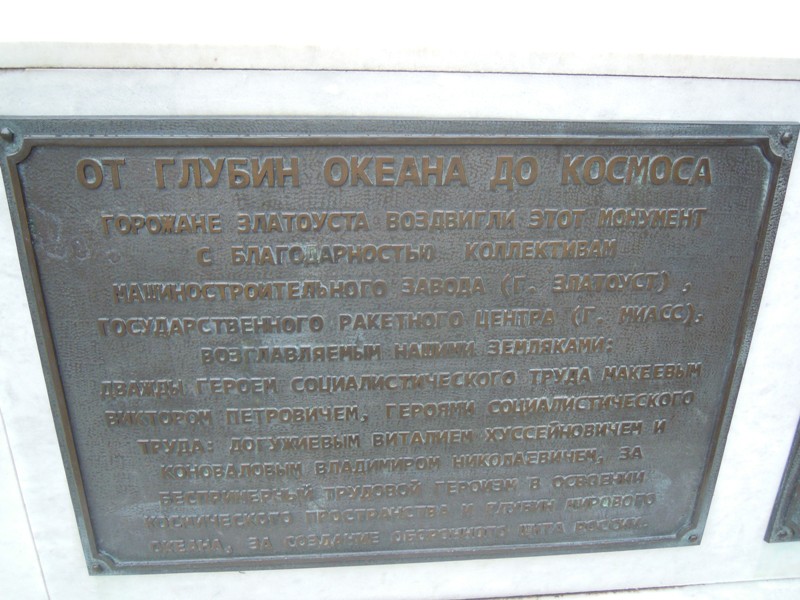 ОТ ГЛУБИН ОКЕАНА ДО КОСМОСА
ГОРОЖАНЕ ЗЛАТОУСТА ВОЗДВИГЛИ ЭТОТ МОНУМЕНТ
С БЛАГОДАРНОСТЬЮ КОЛЛЕКТИВАМ
МАШИНОСТРОИТЕЛЬНОГО ЗАВОДА (Г. ЗЛАТОУСТ),
ГОСУДАРСТВЕННОГО РАКЕТНОГО ЦЕНТРА (Г. МИАСС),
ВОЗГЛАВЛЯЕМЫМ НАШИМИ ЗЕМЛЯКАМИ:
ДВАЖДЫ ГЕРОЕМ СОЦИАЛИСТИЧЕСКОГО ТРУДА МАКЕЕВЫМ
ВИКТОРОМ ПЕТРОВИЧЕМ, ГЕРОЯМИ СОЦИАЛИСТИЧЕСКОГО
ТРУДА: ДОГУЖИЕВЫМ ВИТАЛИЕМ ХУССЕЙНОВИЧЕМ И
КОНОВАЛОВЫМ ВЛАДИМИРОМ НИКОЛАЕВИЧЕМ, ЗА
БЕСПРИМЕРНЫЙ ТРУДОВОЙ ГЕРОИЗМ В ОСВОЕНИИ
КОСМИЧЕСКОГО ПРОСТРАНСТВА И ГЛУБИН МИРОВОГО
ОКЕАНА, ЗА СОЗДАНИЕ ОБОРОННОГО ЩИТА РОССИИ.